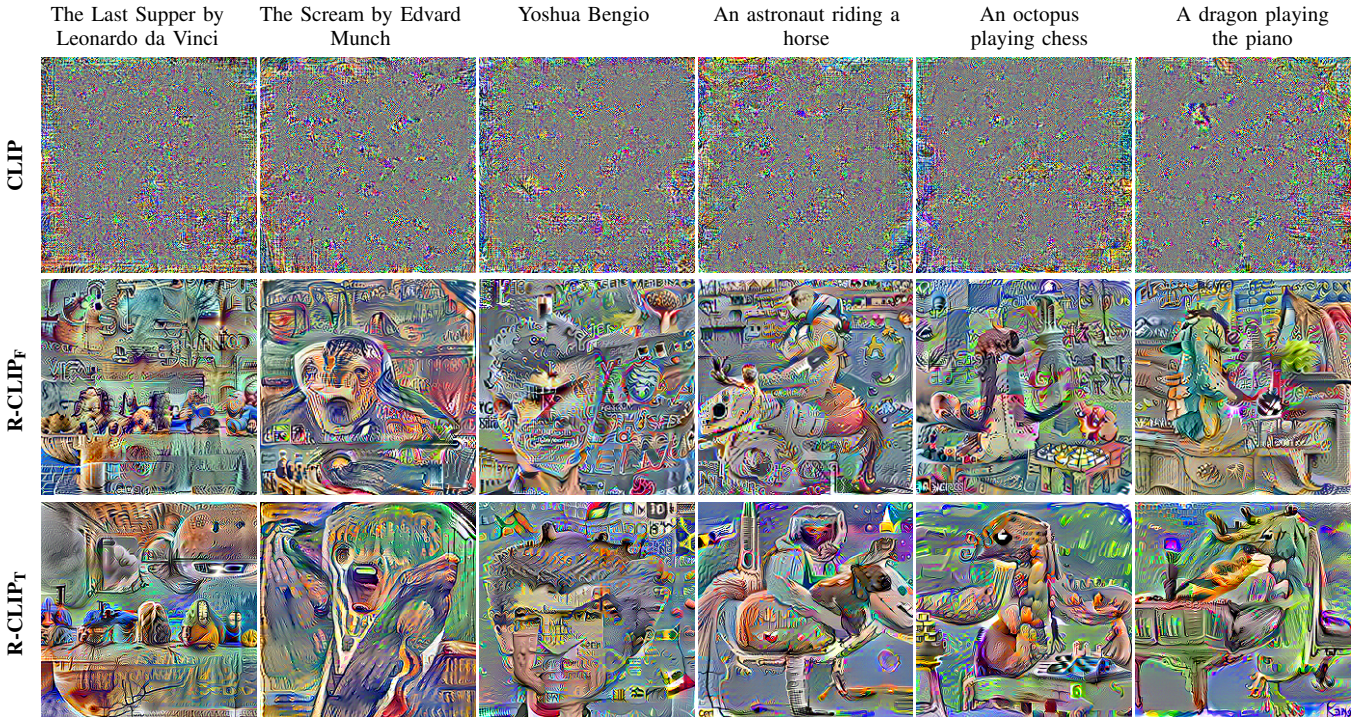 The Last Supper by
Leonardo da Vinci
The Scream by Edvard
Munch
Yoshua Bengio
An astronaut riding a
horse
An octopus
playing chess
A dragon playing
the piano
CLIP
R-CLIP_F
R-CLIP_T